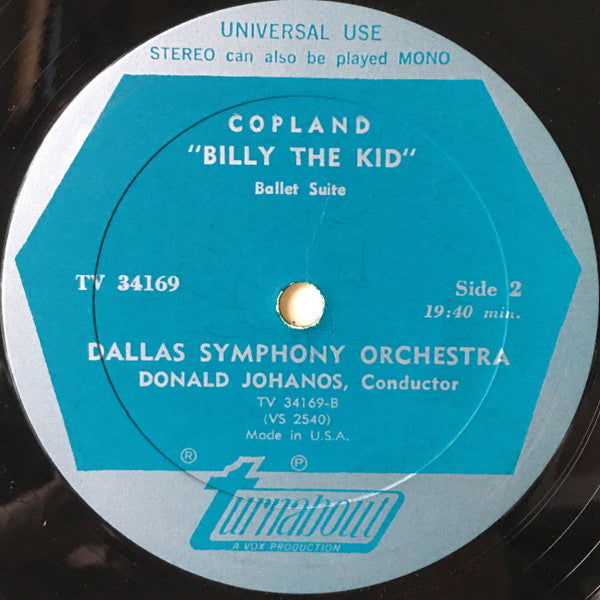 UNIVERSAL USE
STEREO can also be played MONO
COPLAND
"BILLY THE KID"
Ballet Suite
TV 34169
Side 2
19:40 min.
DALLAS SYMPHONY ORCHESTRA
DONALD JOHANOS, Conductor
TV 34169-B
(VS 2540)
Made in U.S.A.
® ℗
turnabout
A VOX PRODUCTION